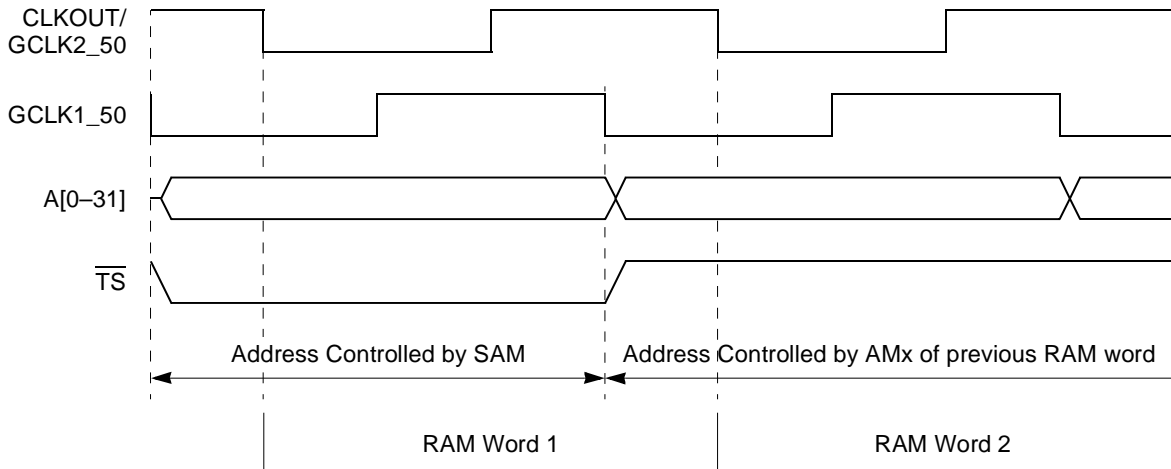 CLKOUT/
GCLK2_50
GCLK1_50
A[0–31]
TS
Address Controlled by SAM
Address Controlled by AMx of previous RAM word
RAM Word 1
RAM Word 2